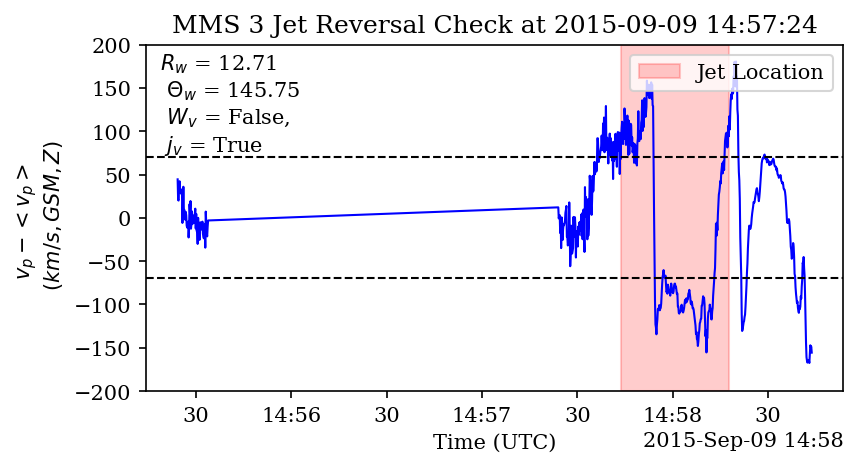 MMS 3 Jet Reversal Check at 2015-09-09 14:57:24
200
150
100
50
0
−50
−100
−150
−200
v_p − < v_p >
(km/s, GSM, Z)
R_w = 12.71
Θ_w = 145.75
W_v = False,
j_v = True
Jet Location
30 14:56 30 14:57 30 14:58 30
Time (UTC)
2015-Sep-09 14:58